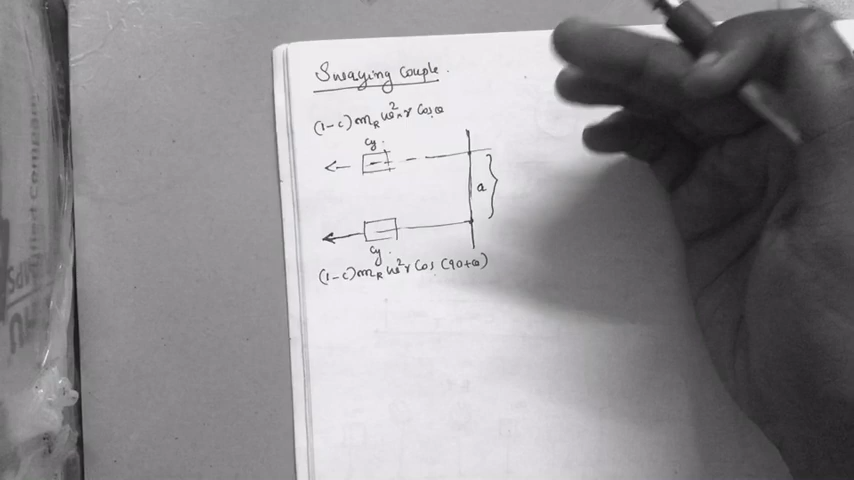 Swaying Couple.
(1-c) m_R ω² r cos θ
Cy.
a
Cy.
(1-c) m_R ω² r cos (90+θ)